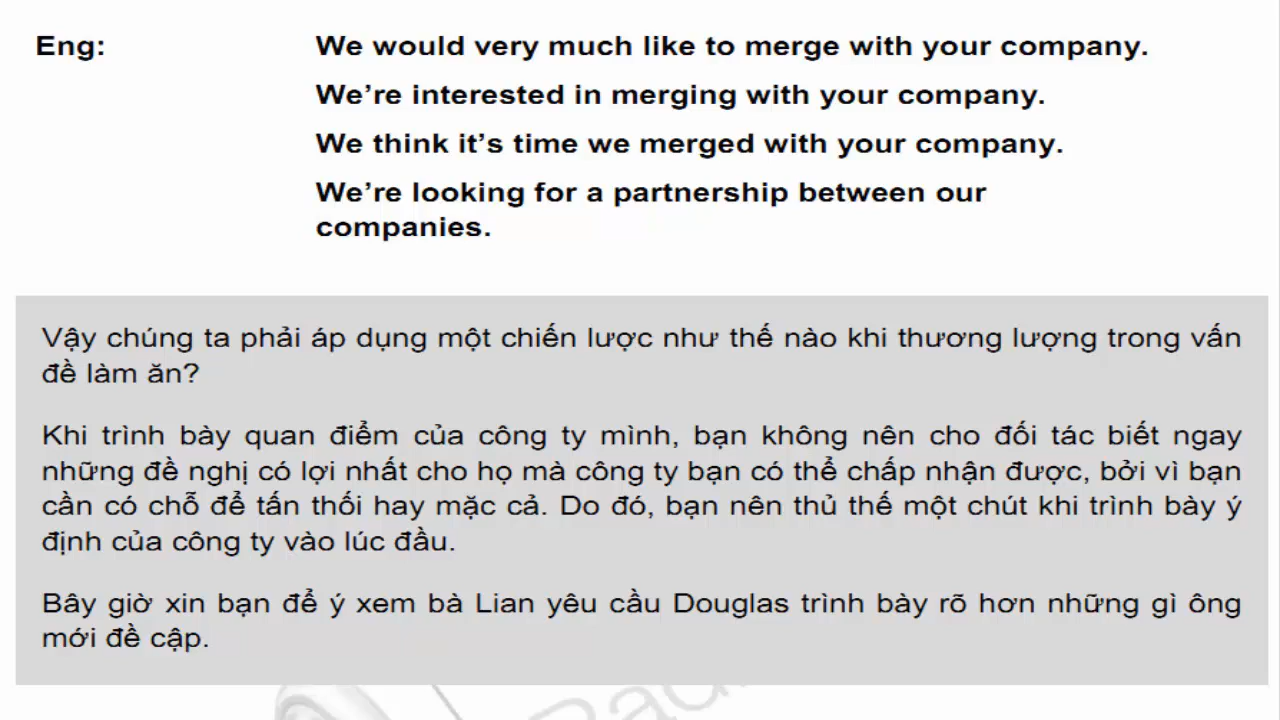 Eng: We would very much like to merge with your company.
We're interested in merging with your company.
We think it's time we merged with your company.
We're looking for a partnership between our
companies.
Vậy chúng ta phải áp dụng một chiến lược như thế nào khi thương lượng trong vấn
đề làm ăn?
Khi trình bày quan điểm của công ty mình, bạn không nên cho đối tác biết ngay
những đề nghị có lợi nhất cho họ mà công ty bạn có thể chấp nhận được, bởi vì bạn
cần có chỗ để tấn thối hay mặc cả. Do đó, bạn nên thủ thế một chút khi trình bày ý
định của công ty vào lúc đầu.
Bây giờ xin bạn để ý xem bà Lian yêu cầu Douglas trình bày rõ hơn những gì ông
mới đề cập.